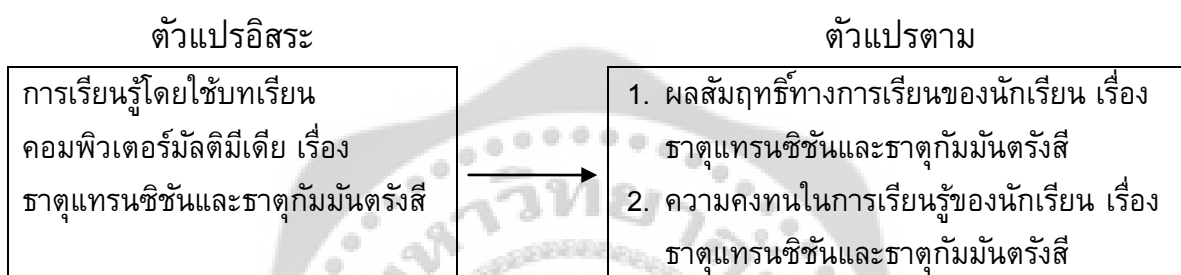 ตัวแปรอิสระ
การเรียนรู้โดยใช้บทเรียน
คอมพิวเตอร์มัลติมีเดีย เรื่อง
ธาตุแทรนซิชันและธาตุกัมมันตรังสี
ตัวแปรตาม
1. ผลสัมฤทธิ์ทางการเรียนของนักเรียน เรื่อง
ธาตุแทรนซิชันและธาตุกัมมันตรังสี
2. ความคงทนในการเรียนรู้ของนักเรียน เรื่อง
ธาตุแทรนซิชันและธาตุกัมมันตรังสี